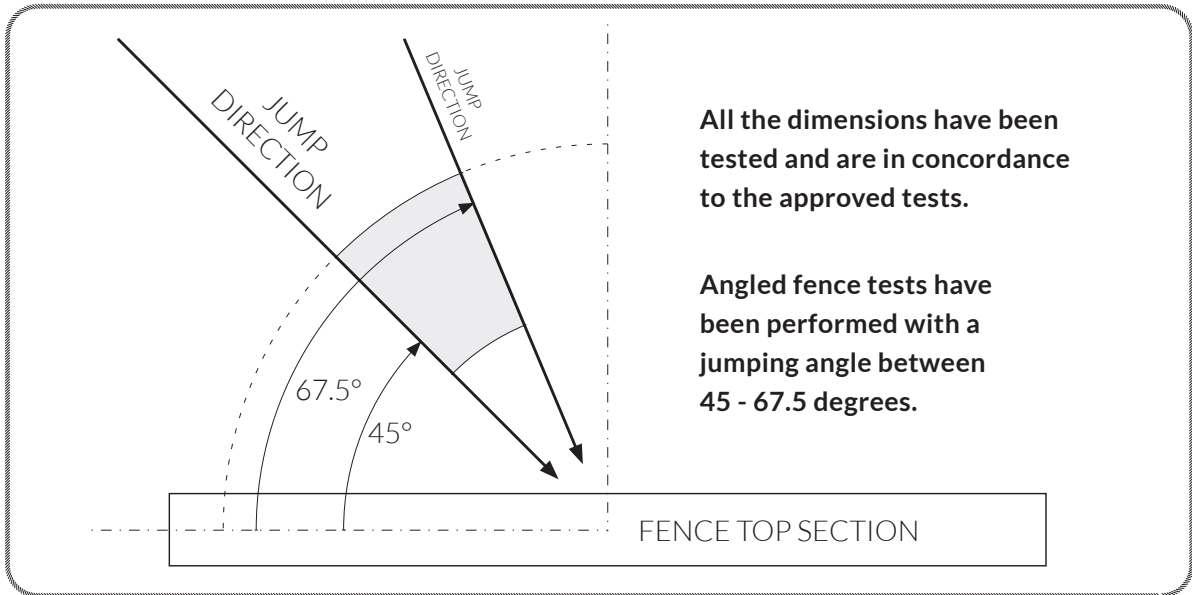 JUMP
DIRECTION
JUMP
DIRECTION
67.5°
45°
FENCE TOP SECTION
All the dimensions have been
tested and are in concordance
to the approved tests.
Angled fence tests have
been performed with a
jumping angle between
45 - 67.5 degrees.